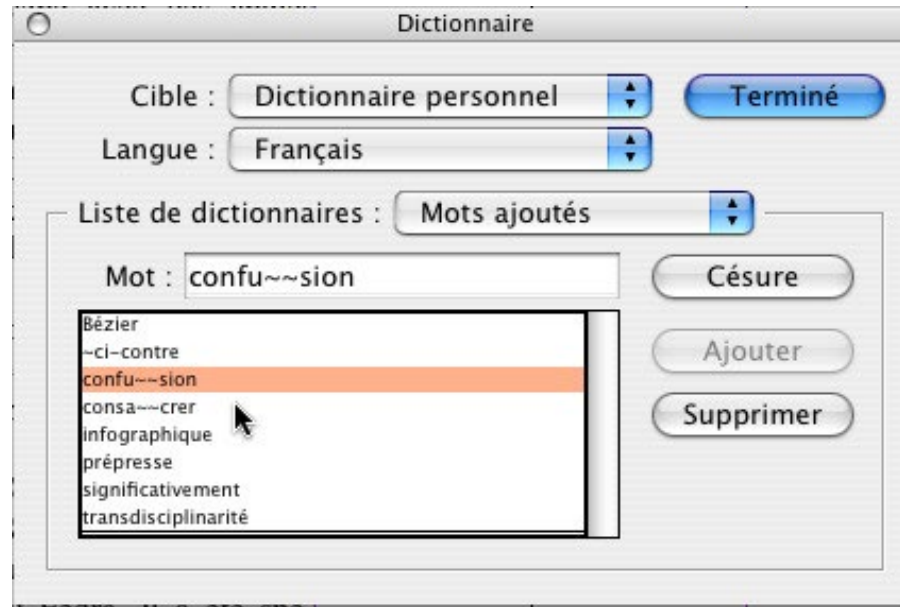 Dictionnaire
Cible : Dictionnaire personnel Terminé
Langue : Français
Liste de dictionnaires : Mots ajoutés
Mot : confu~~sion Césure
Bézier
~ci-contre
confu~~sion
consa~~crer
infographique
prépresse
significativement
transdisciplinarité
Ajouter
Supprimer